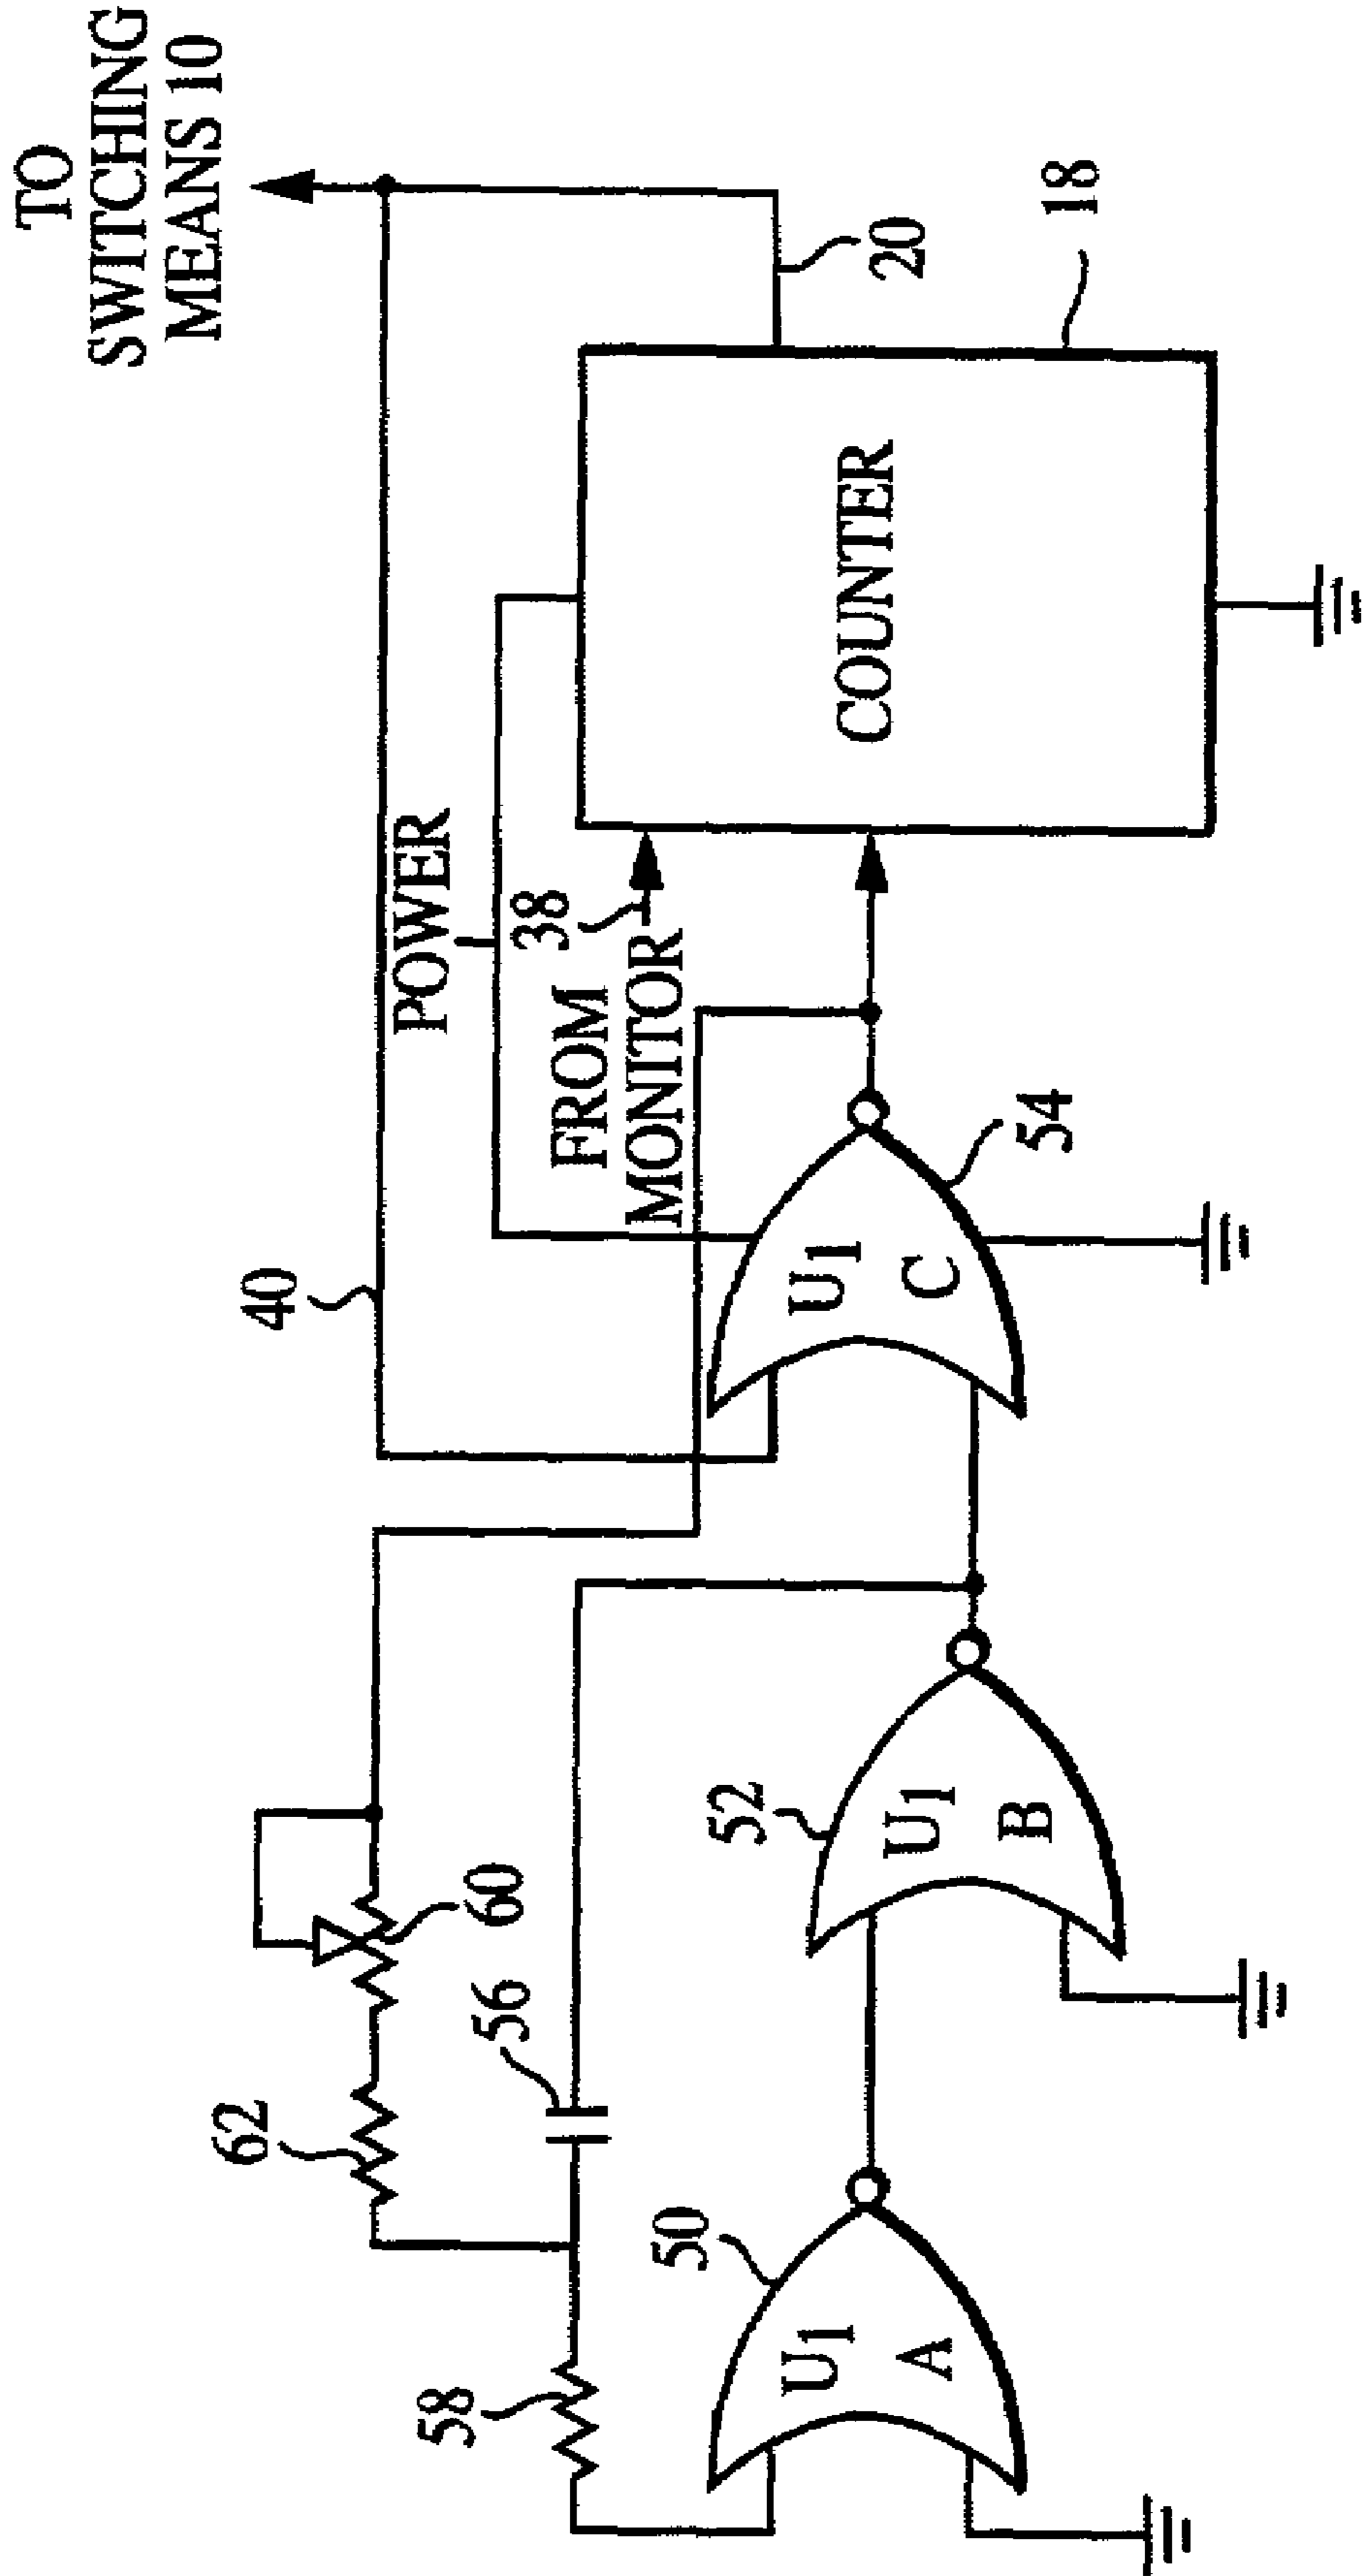 TO
SWITCHING
MEANS 10
40
POWER
38
FROM
MONITOR
20
18
COUNTER
62
60
56
58
50
U1
A
52
U1
B
54
U1
C